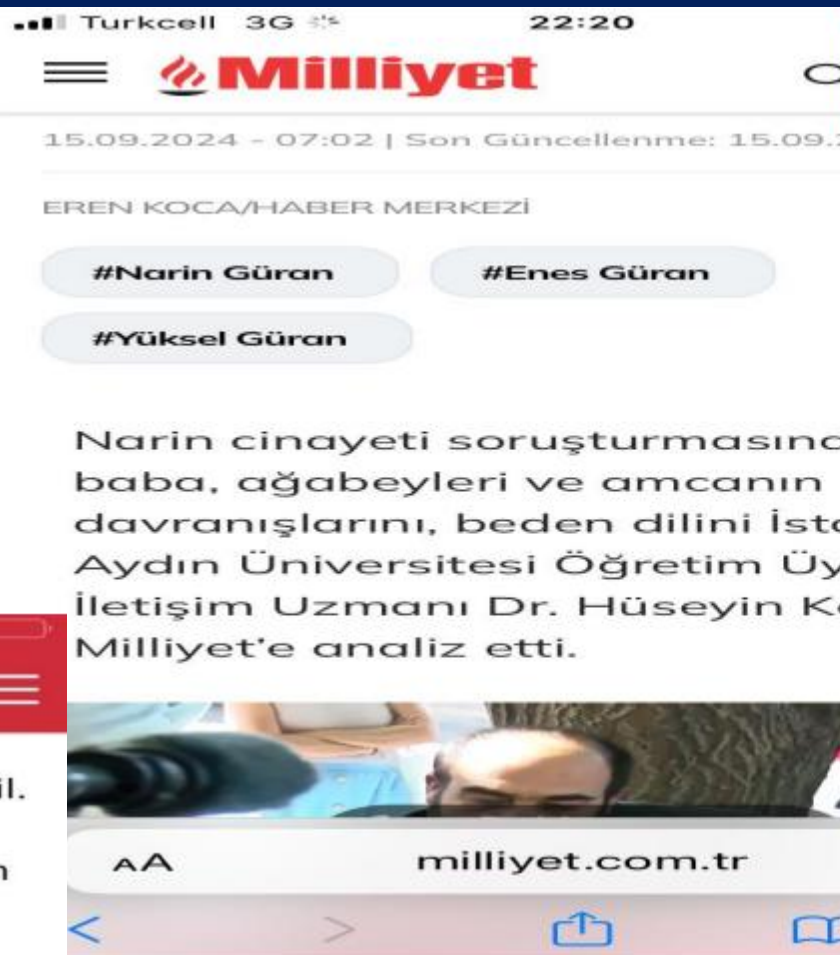 Turkcell 3G 22:20
Milliyet
15.09.2024 - 07:02 | Son Güncellenme: 15.09.
EREN KOCA/HABER MERKEZİ
#Narin Güran #Enes Güran
#Yüksel Güran
Narin cinayeti soruşturmasında
baba, ağabeyleri ve amcanın
davranışlarını, beden dilini
Aydın Üniversitesi Öğretim
İletişim Uzmanı Dr. Hüseyin
Milliyet'e analiz etti.
AA milliyet.com.tr